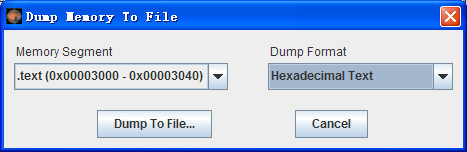 Dump Memory To File
Memory Segment
Dump Format
.text (0x00003000 - 0x00003040)
Hexadecimal Text
Dump To File...
Cancel